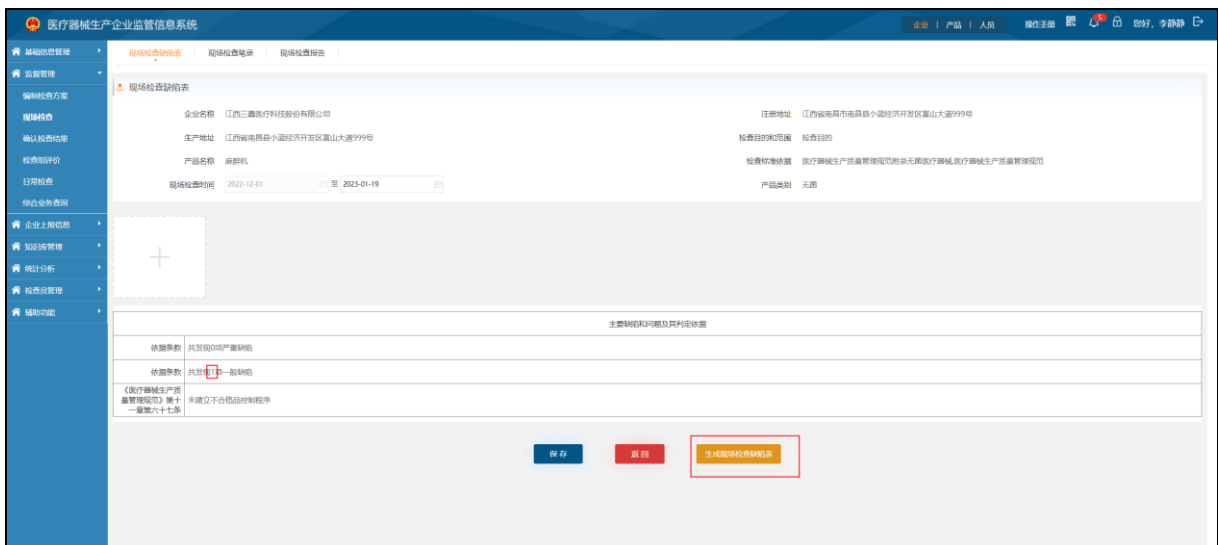 医疗器械生产企业监管信息系统
企业 | 产品 | 人员
操作手册
5
您好, 李静静
基础信息管理
监督管理
编制检查方案
现场检查
确认检查结果
检查组评价
日常检查
综合业务查询
企业上报信息
知识库管理
统计分析
检查员管理
辅助功能
现场检查缺陷表
现场检查笔录
现场检查报告
现场检查缺陷表
企业名称 江西三鑫医疗科技股份有限公司
注册地址 江西省南昌市南昌县小蓝经济开发区富山大道999号
生产地址 江西省南昌县小蓝经济开发区富山大道999号
检查目的和范围 检查目的
产品名称 麻醉机
检查标准依据 医疗器械生产质量管理规范附录无菌医疗器械,医疗器械生产质量管理规范
现场检查时间 2022-12-01 至 2023-01-19
产品类别 无菌
主要缺陷和问题及其判定依据
依据条款 共发现0项严重缺陷
依据条数 共发现1项一般缺陷
《医疗器械生产质
量管理规范》第十
一章第六十七条
未建立不合格品控制程序
保存
返回
生成现场检查缺陷表